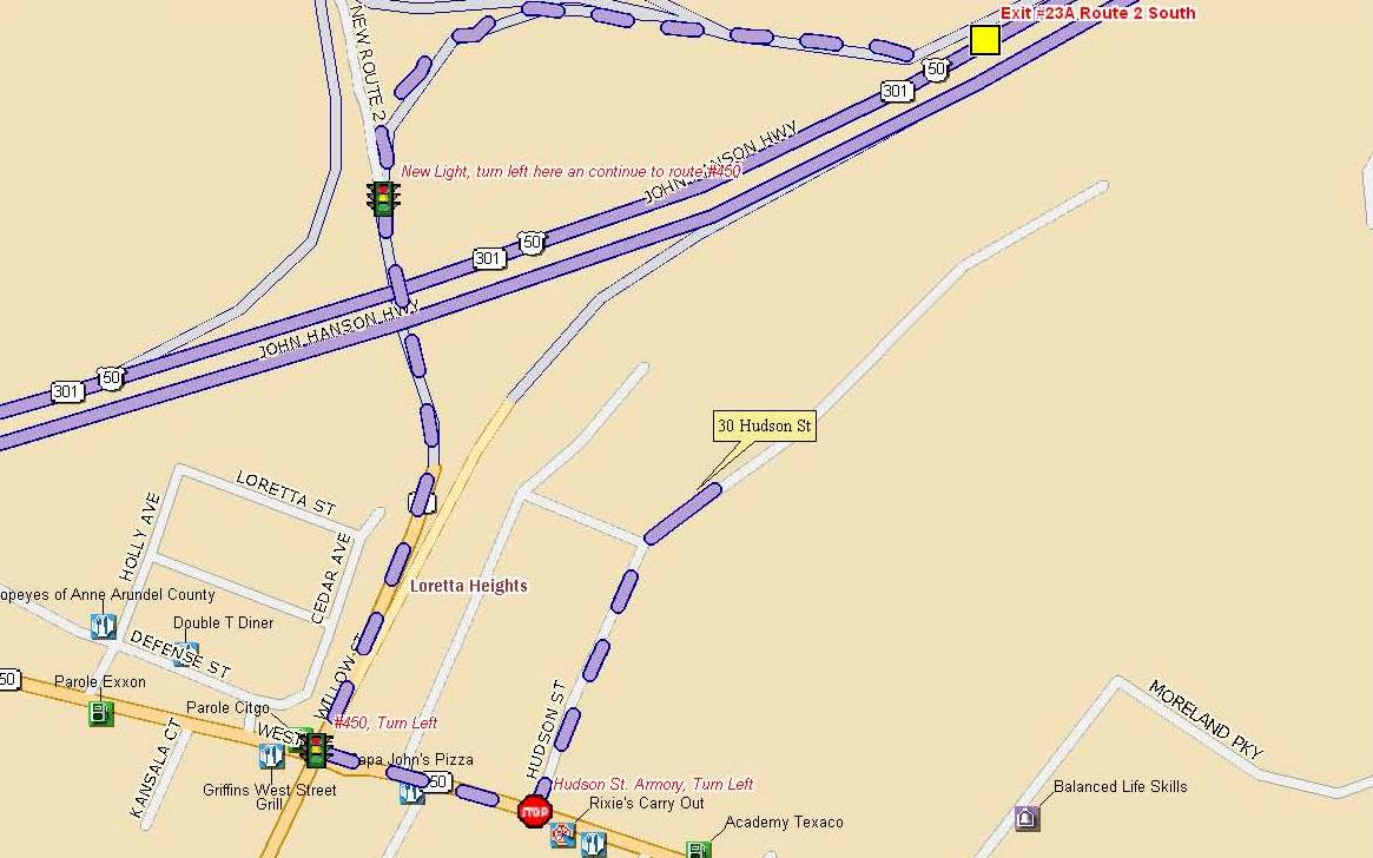 Exit #23A Route 2 South
NEW ROUTE 2
50
301
JOHN HANSON HWY
New Light, turn left here an continue to route #450
50
301
JOHN HANSON HWY
50
301
30 Hudson St
LORETTA ST
HOLLY AVE
CEDAR AVE
Loretta Heights
opeyes of Anne Arundel County
Double T Diner
DEFENSE ST
WILLOW ST
50
Parole Exxon
Parole Citgo
#450, Turn Left
WEST
KANSALA CT
HUDSON ST
MORELAND PKY
apa John's Pizza
50
Griffins West Street
Grill
Hudson St. Armory, Turn Left
STOP
Rixie's Carry Out
Balanced Life Skills
Academy Texaco